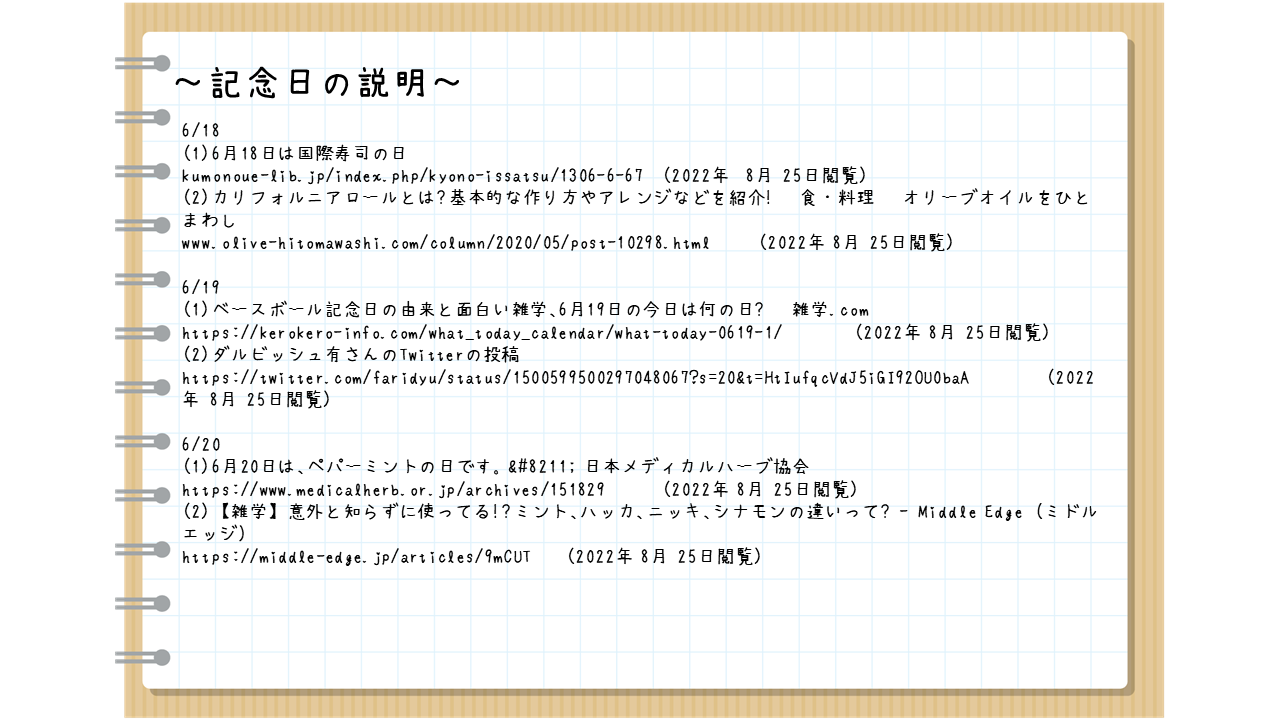 ～記念日の説明～
6/18
(1)6月18日は国際寿司の日
kumonoue-lib.jp/index.php/kyono-issatsu/1306-6-67　(2022年　8月 25日閲覧)
(2)カリフォルニアロールとは?基本的な作り方やアレンジなどを紹介!　食・料理　オリーブオイルをひと
まわし
www.olive-hitomawashi.com/column/2020/05/post-10298.html　　(2022年 8月 25日閲覧)
6/19
(1)ベースボール記念日の由来と面白い雑学、6月19日の今日は何の日?　雑学.com
https://kerokero-info.com/what_today_calendar/what-today-0619-1/　　　(2022年 8月 25日閲覧)
(2)ダルビッシュ有さんのTwitterの投稿
https://twitter.com/faridyu/status/1500599500297048067?s=20&t=HtIufqcVdJ5iGI92OU0baA　　　(2022
年 8月 25日閲覧)
6/20
(1)6月20日は、ペパーミントの日です。&#8211; 日本メディカルハーブ協会
https://www.medicalherb.or.jp/archives/151829　　(2022年 8月 25日閲覧)
(2)【雑学】意外と知らずに使ってる!?ミント、ハッカ、ニッキ、シナモンの違いって? - Middle Edge (ミドル
エッジ)
https://middle-edge.jp/articles/9mCUT　(2022年 8月 25日閲覧)